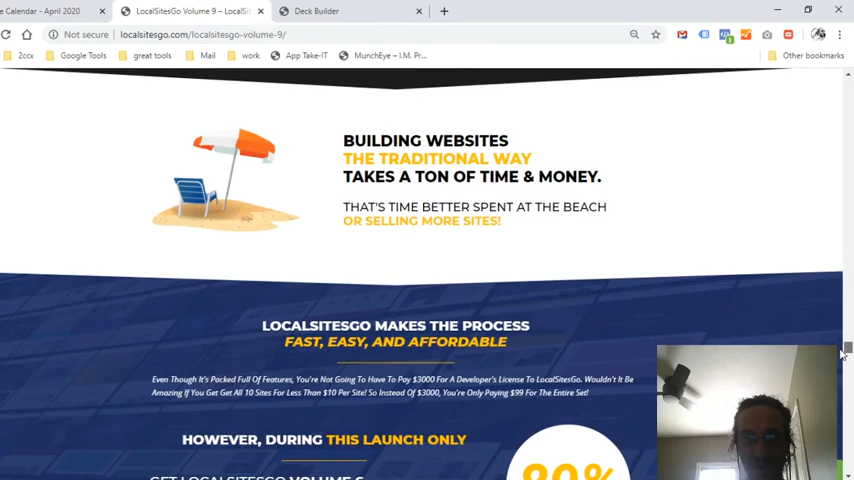 e Calendar - April 2020
LocalSitesGo Volume 9 – LocalSit
Deck Builder
Not secure
localsitesgo.com/localsitesgo-volume-9/
2ccx
Google Tools
great tools
Mail
work
App Take-IT
MunchEye – I.M. Pr...
Other bookmarks
BUILDING WEBSITES
THE TRADITIONAL WAY
TAKES A TON OF TIME & MONEY.
THAT'S TIME BETTER SPENT AT THE BEACH
OR SELLING MORE SITES!
LOCALSITESGO MAKES THE PROCESS
FAST, EASY, AND AFFORDABLE
Even Though It's Packed Full Of Features, You're Not Going To Have To Pay $3000 For A Developer's License To LocalSitesGo. Wouldn't It Be
Amazing If You Get Get All 10 Sites For Less Than $10 Per Site! So Instead Of $3000, You're Only Paying $99 For The Entire Set!
HOWEVER, DURING THIS LAUNCH ONLY
GET LOCALSITESGO VOLUME
80%